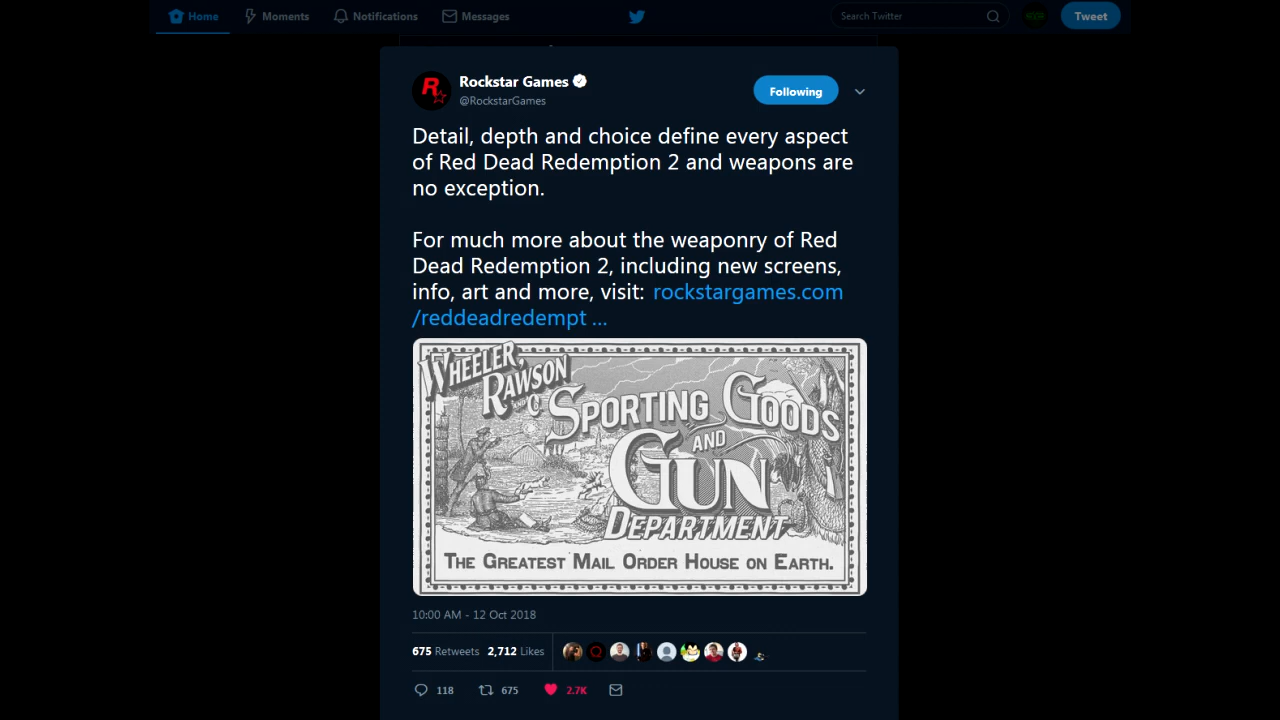 Home Moments Notifications Messages Search Twitter Tweet
Rockstar Games
@RockstarGames
Following
Detail, depth and choice define every aspect
of Red Dead Redemption 2 and weapons are
no exception.
For much more about the weaponry of Red
Dead Redemption 2, including new screens,
info, art and more, visit: rockstargames.com
/reddeadredempt ...
WHEELER,
RAWSON
AND Co.
SPORTING GOODS
AND
GUN
DEPARTMENT
THE GREATEST MAIL ORDER HOUSE ON EARTH.
10:00 AM - 12 Oct 2018
675 Retweets 2,712 Likes
118 675 2.7K